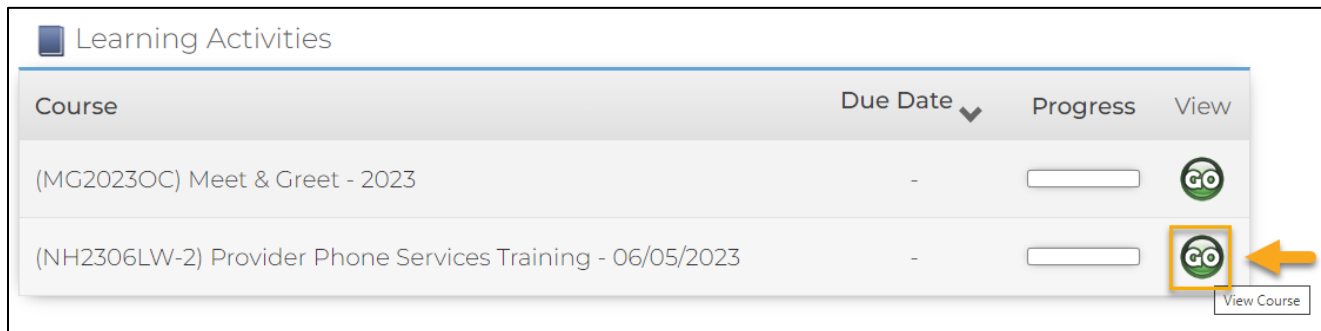 Learning Activities
Course Due Date Progress View
(MG2023OC) Meet & Greet - 2023 - GO
(NH2306LW-2) Provider Phone Services Training - 06/05/2023 - GO
View Course